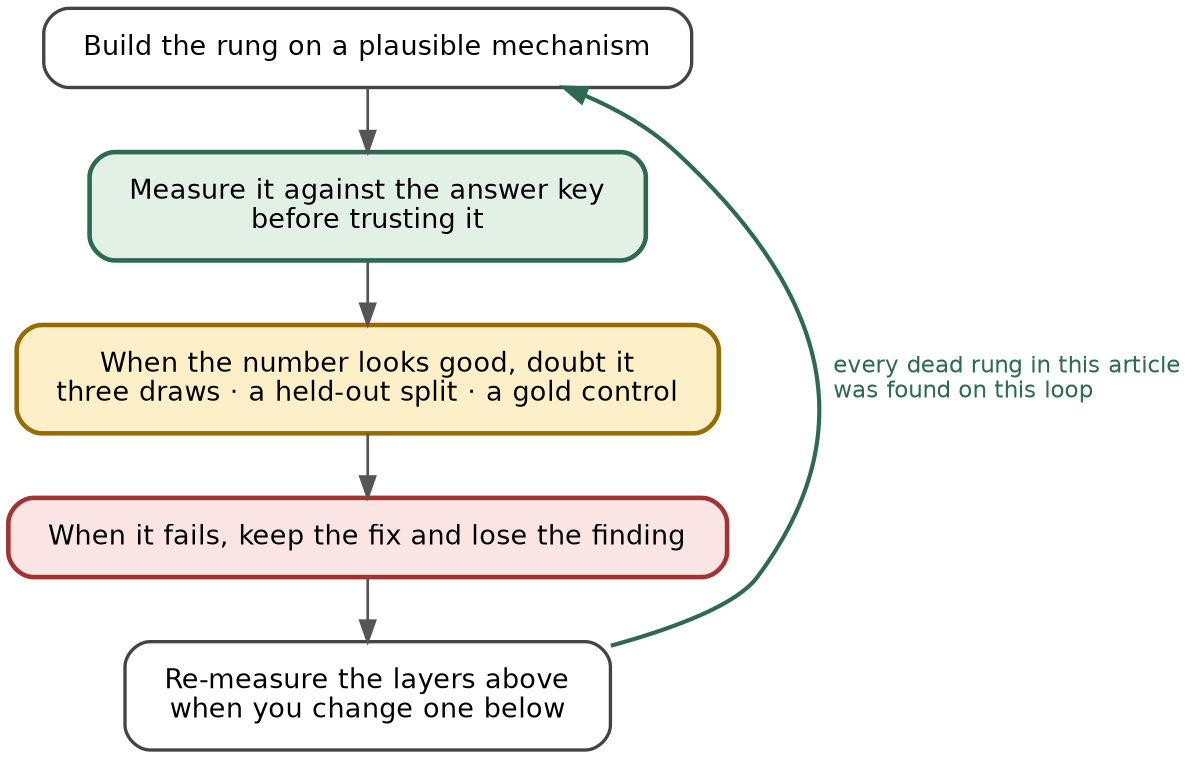 Build the rung on a plausible mechanism
Measure it against the answer key
before trusting it
When the number looks good, doubt it
three draws · a held-out split · a gold control
every dead rung in this article
was found on this loop
When it fails, keep the fix and lose the finding
Re-measure the layers above
when you change one below